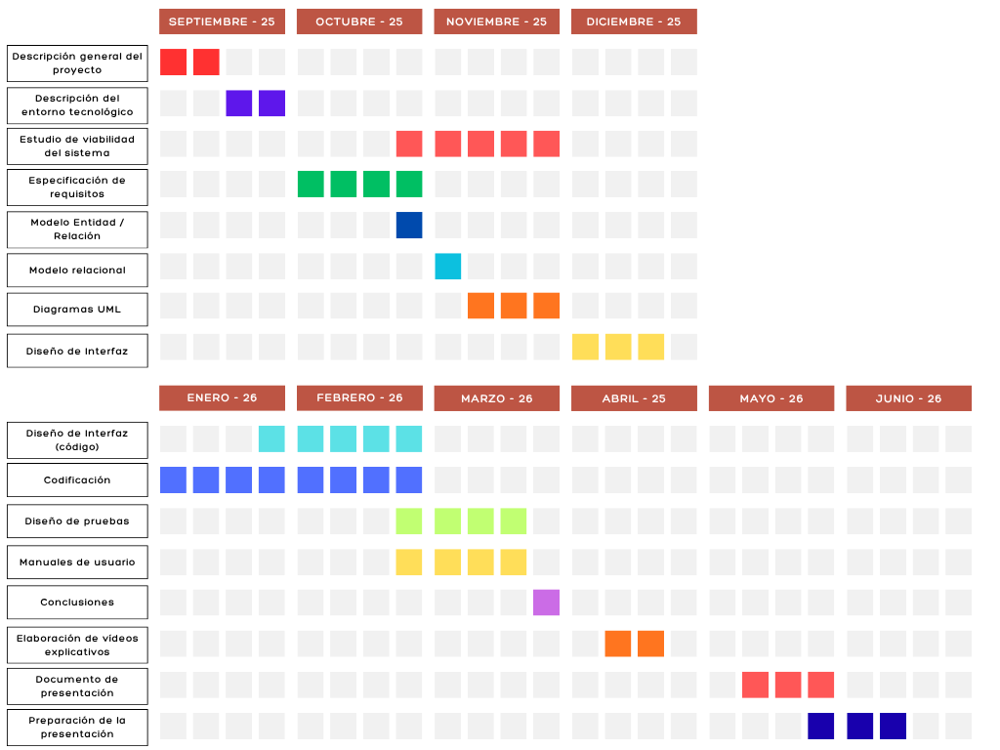 SEPTIEMBRE - 25
OCTUBRE - 25
NOVIEMBRE - 25
DICIEMBRE - 25
Descripción general del
proyecto
Descripción del
entorno tecnológico
Estudio de viabilidad
del sistema
Especificación de
requisitos
Modelo Entidad /
Relación
Modelo relacional
Diagramas UML
Diseño de Interfaz
ENERO - 26
FEBRERO - 26
MARZO - 26
ABRIL - 25
MAYO - 26
JUNIO - 26
Diseño de Interfaz
(código)
Codificación
Diseño de pruebas
Manuales de usuario
Conclusiones
Elaboración de vídeos
explicativos
Documento de
presentación
Preparación de la
presentación